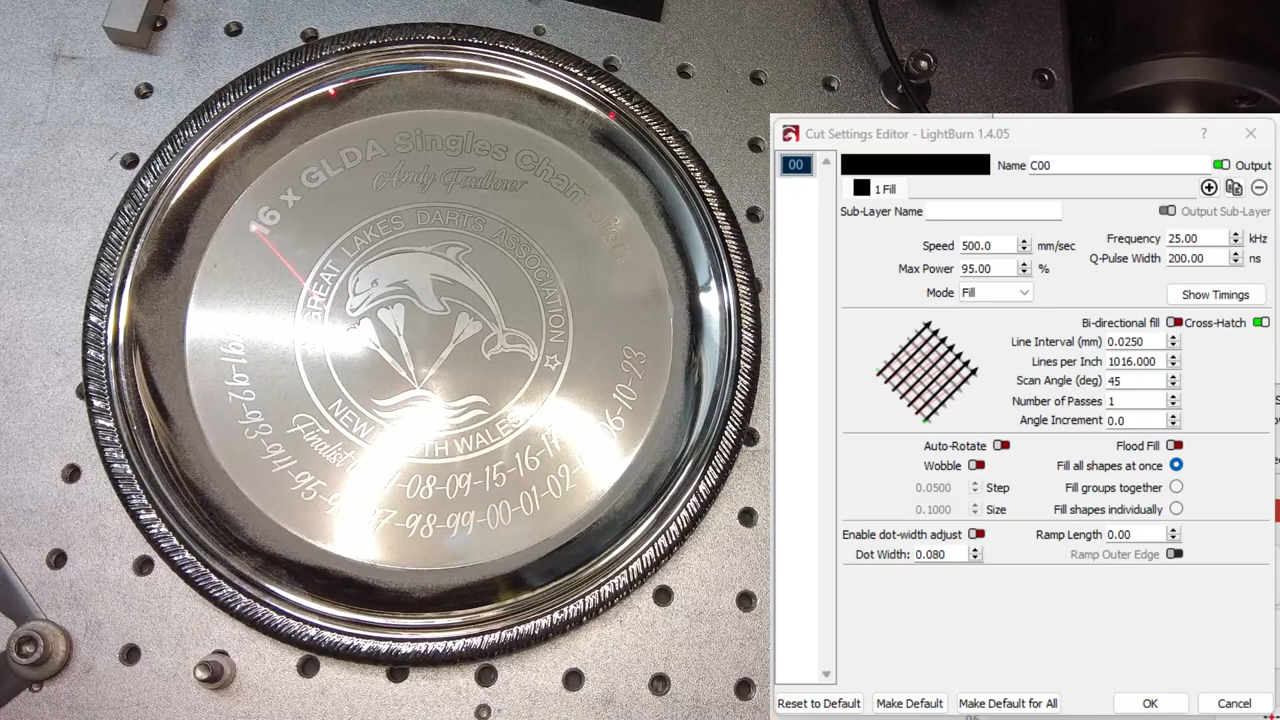 16 x GLDA Singles Champion
Andy Faulkner
GREAT LAKES DARTS ASSOCIATION
NEW SOUTH WALES
Finalist
08-09-15-16-17
06-10-23
91-92-93-94-95-
97-98-99-00-01-02-
Cut Settings Editor - LightBurn 1.4.05
? ×
00
Name C00 Output
1 Fill
Sub-Layer Name Output Sub-Layer
Speed 500.0 mm/sec Frequency 25.00 kHz
Max Power 95.00 % Q-Pulse Width 200.00 ns
Mode Fill Show Timings
Bi-directional fill Cross-Hatch
Line Interval (mm) 0.0250
Lines per Inch 1016.000
Scan Angle (deg) 45
Number of Passes 1
Angle Increment 0.0
Auto-Rotate Flood Fill
Wobble Fill all shapes at once
0.0500 Step Fill groups together
0.1000 Size Fill shapes individually
Enable dot-width adjust Ramp Length 0.00
Dot Width: 0.080 Ramp Outer Edge
Reset to Default Make Default Make Default for All OK Cancel